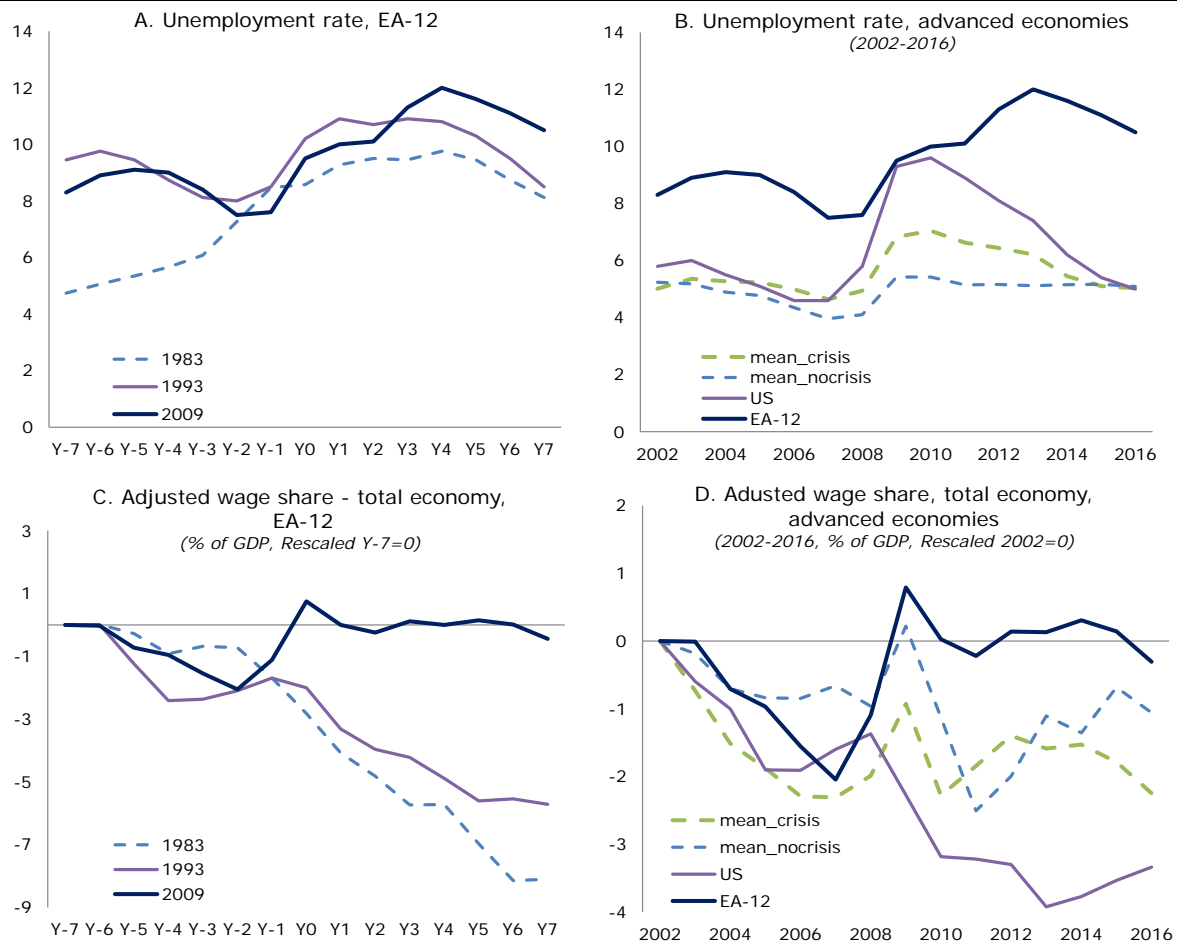 A. Unemployment rate, EA-12
14
12
10
8
6
4
2
0
1983
1993
2009
Y-7 Y-6 Y-5 Y-4 Y-3 Y-2 Y-1 Y0 Y1 Y2 Y3 Y4 Y5 Y6 Y7
B. Unemployment rate, advanced economies
(2002-2016)
14
12
10
8
6
4
2
0
mean_crisis
mean_nocrisis
US
EA-12
2002 2004 2006 2008 2010 2012 2014 2016
C. Adjusted wage share - total economy,
EA-12
(% of GDP, Rescaled Y-7=0)
3
1
-1
-3
-5
-7
-9
1983
1993
2009
Y-7 Y-6 Y-5 Y-4 Y-3 Y-2 Y-1 Y0 Y1 Y2 Y3 Y4 Y5 Y6 Y7
D. Adusted wage share, total economy,
advanced economies
(2002-2016, % of GDP, Rescaled 2002=0)
2
1
0
-1
-2
-3
-4
mean_crisis
mean_nocrisis
US
EA-12
2002 2004 2006 2008 2010 2012 2014 2016